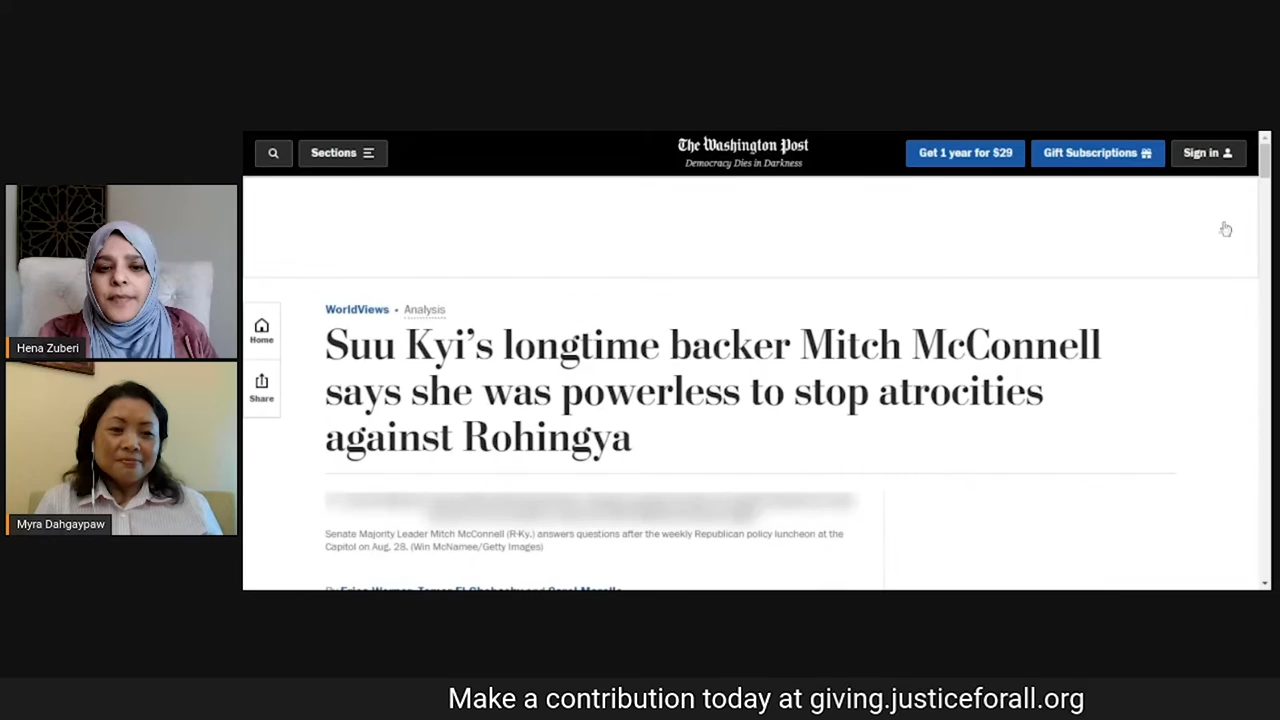 Sections
The Washington Post
Democracy Dies in Darkness
Get 1 year for $29
Gift Subscriptions
Sign in
Home
Share
WorldViews • Analysis
Suu Kyi's longtime backer Mitch McConnell
says she was powerless to stop atrocities
against Rohingya
Senate Majority Leader Mitch McConnell (R-Ky.) answers questions after the weekly Republican policy luncheon at the
Capitol on Aug. 28. (Win McNamee/Getty Images)
Hena Zuberi
Myra Dahgaypaw
Make a contribution today at giving.justiceforall.org